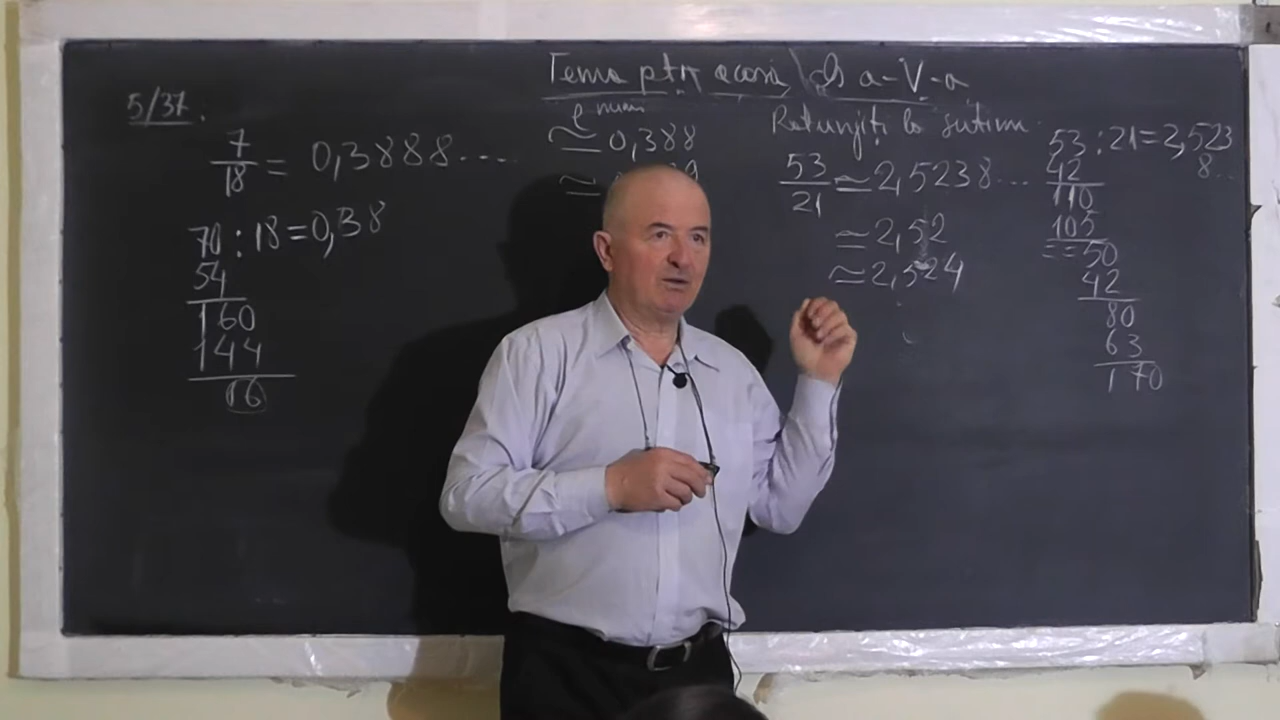 Tema ptr acasă cls a-V-a
5/37.
7/18 = 0,3888....
≃ 0,388
70 : 18 = 0,38
54
160
144
16
Rotunjiți la sutimi
53/21 ≃ 2,5238...
≃ 2,52
≃ 2,524
53 : 21 = 2,523
8..
42
110
105
==50
42
80
63
170